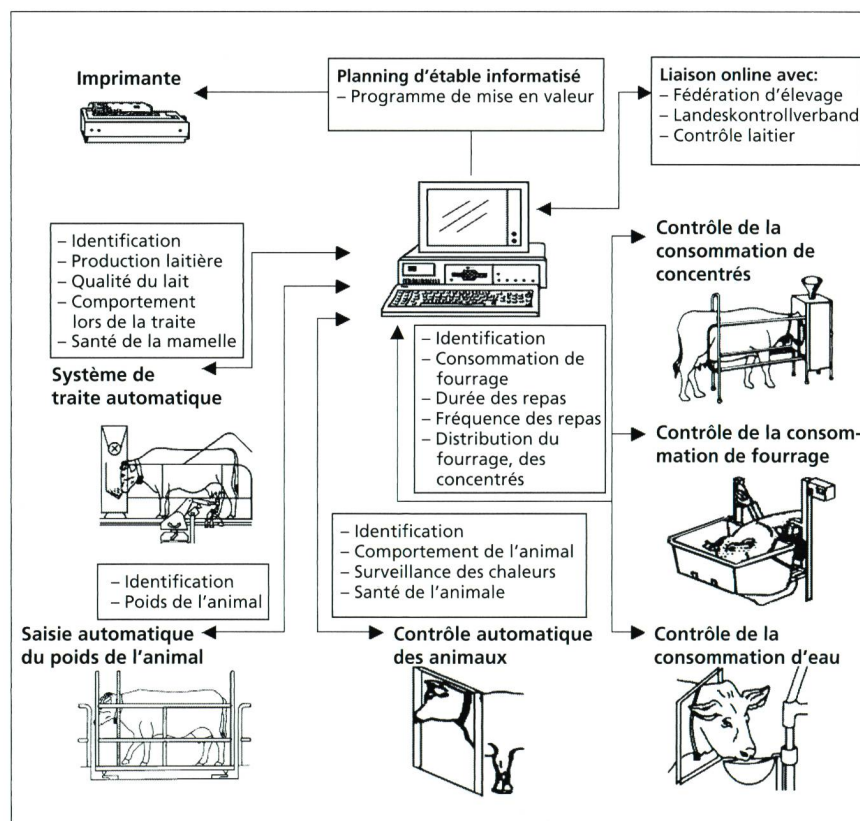 Imprimante
Planning d'étable informatisé
– Programme de mise en valeur
Liaison online avec:
– Fédération d'élevage
– Landeskontrollverband
– Contrôle laitier
– Identification
– Production laitière
– Qualité du lait
– Comportement
lors de la traite
– Santé de la mamelle
Système de
traite automatique
Contrôle de la
consommation de
concentrés
– Identification
– Consommation de
fourrage
– Durée des repas
– Fréquence des repas
– Distribution du
fourrage, des
concentrés
Contrôle de la consom-
mation de fourrage
– Identification
– Comportement de l'animal
– Surveillance des chaleurs
– Santé de l'animale
– Identification
– Poids de l'animal
Saisie automatique
du poids de l'animal
Contrôle automatique
des animaux
Contrôle de la
consommation d'eau